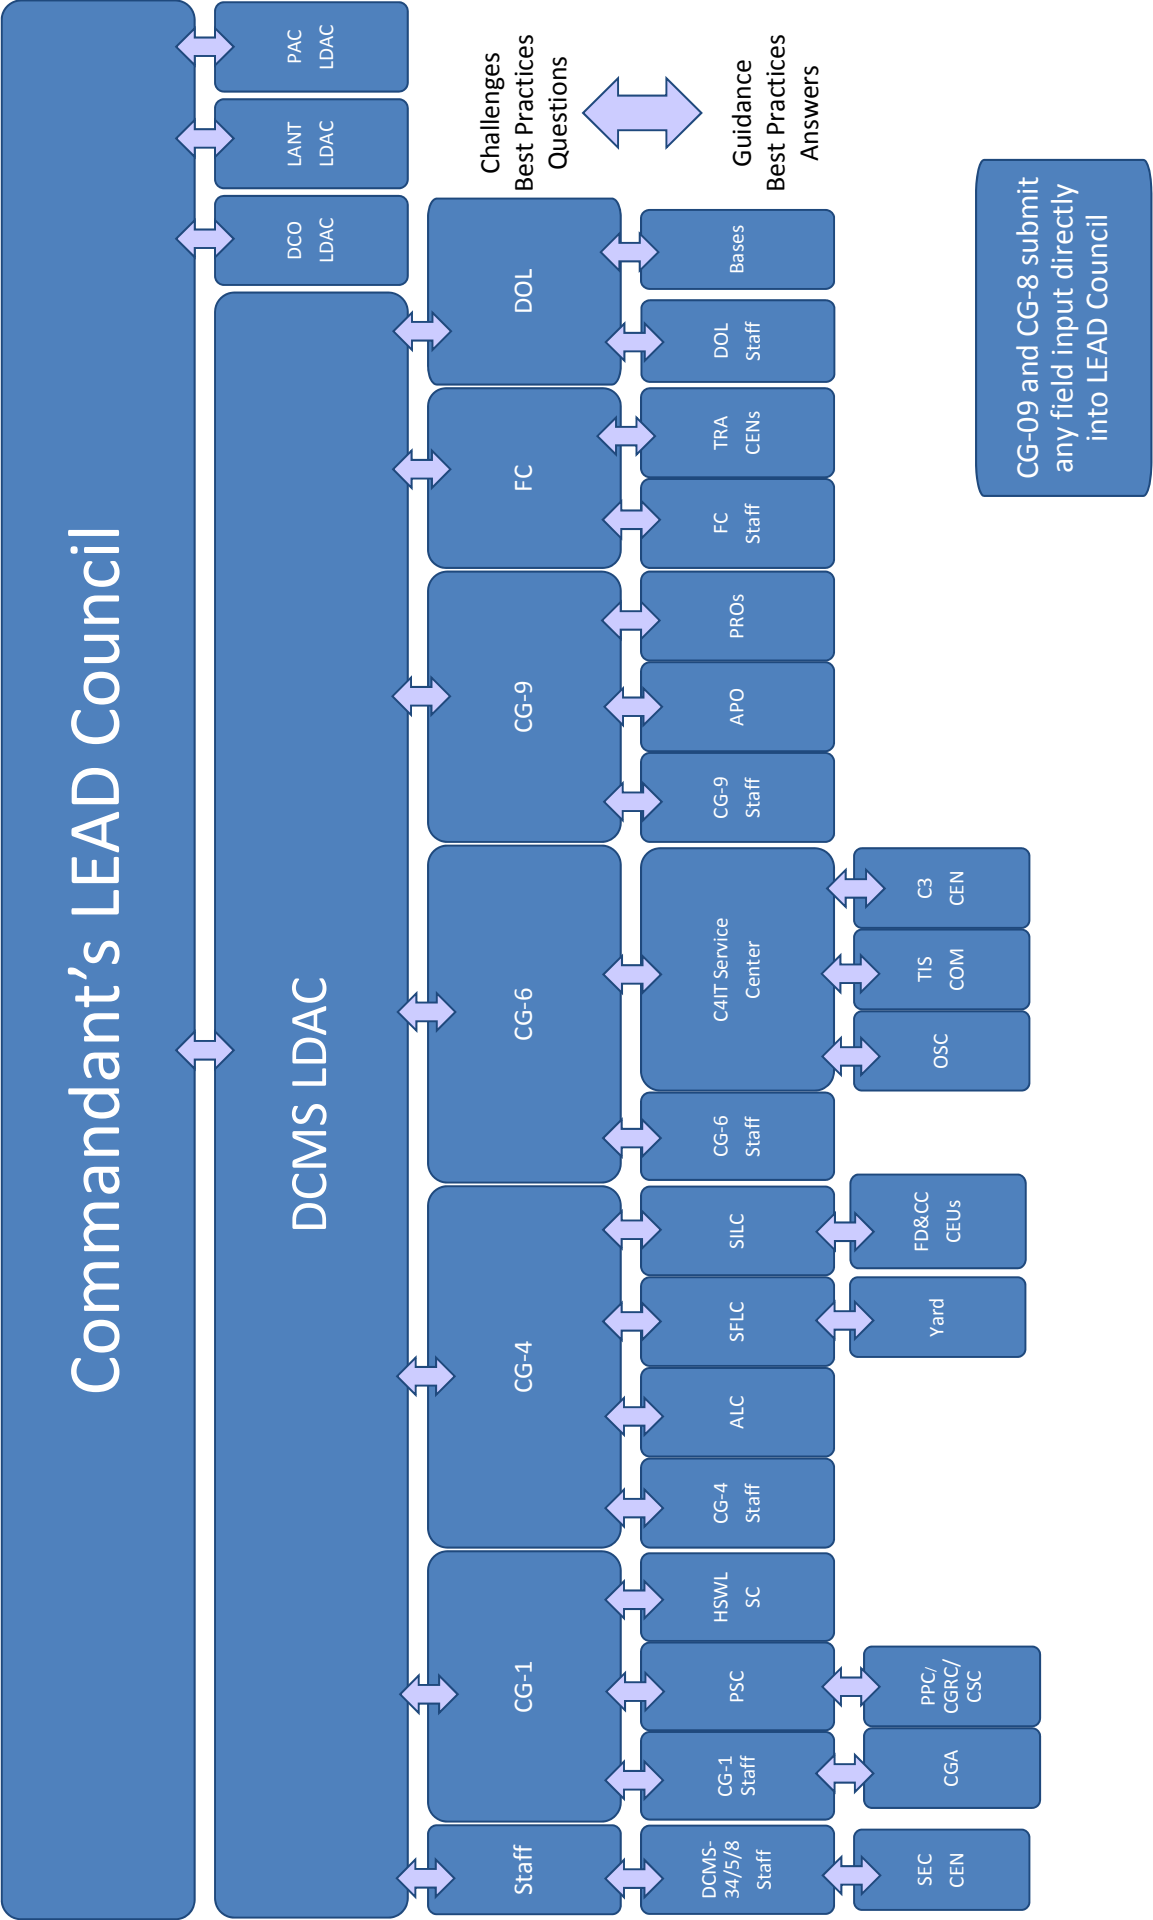 Commandant’s LEAD Council
DCMS LDAC
DCO
LDAC
LANT
LDAC
PAC
LDAC
Staff
CG-1
CG-4
CG-6
CG-9
FC
DOL
Challenges
Best Practices
Questions
Guidance
Best Practices
Answers
DCMS-
34/5/8
Staff
CG-1
Staff
PSC
HSWL
SC
CG-4
Staff
ALC
SFLC
SILC
CG-6
Staff
C4IT Service
Center
CG-9
Staff
APO
PROs
FC
Staff
TRA
CENs
DOL
Staff
Bases
SEC
CEN
CGA
PPC/
CGRC/
CSC
Yard
FD&CC
CEUs
OSC
TIS
COM
C3
CEN
CG-09 and CG-8 submit
any field input directly
into LEAD Council